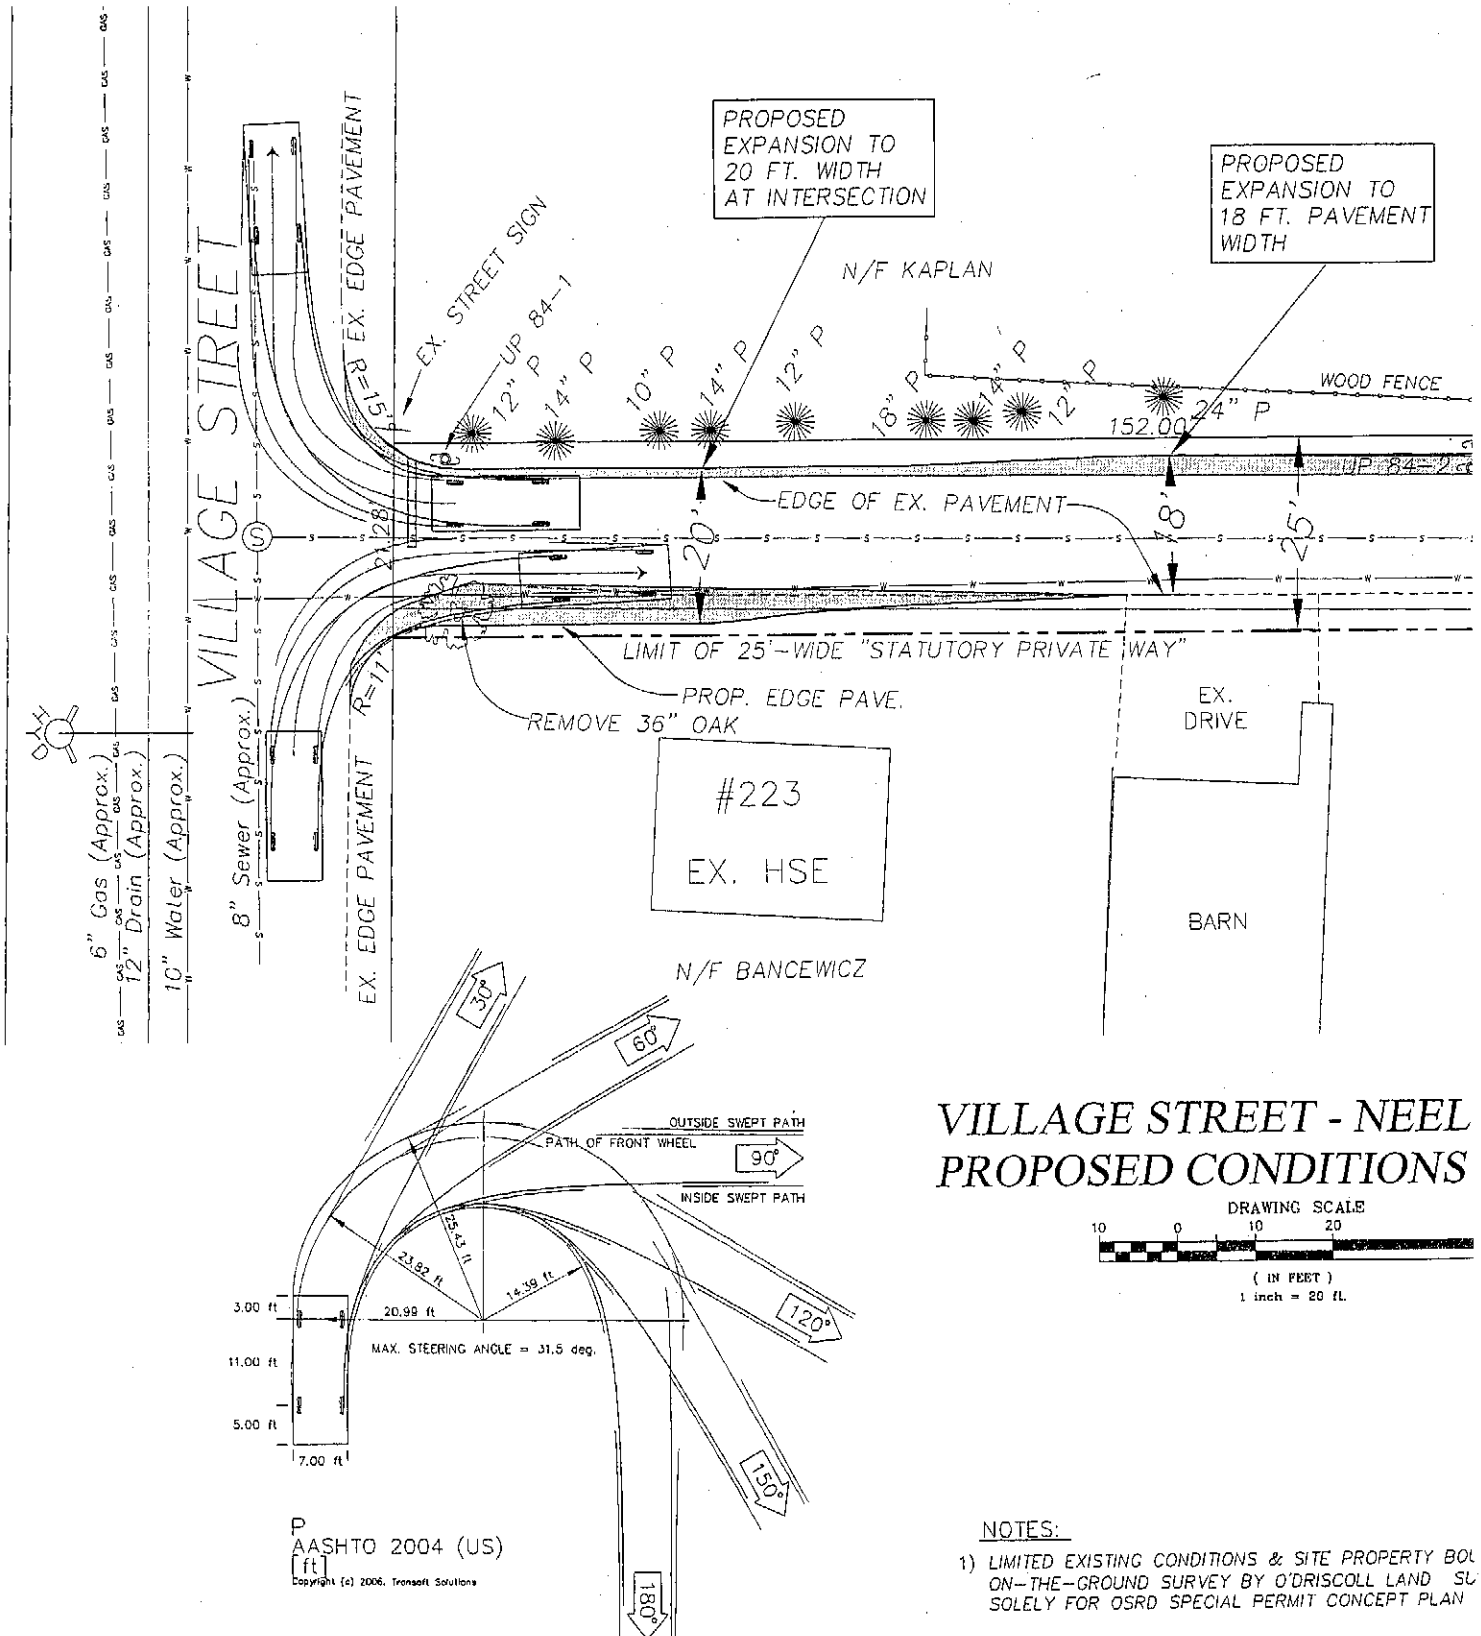 PROPOSED
EXPANSION TO
20 FT. WIDTH
AT INTERSECTION
PROPOSED
EXPANSION TO
18 FT. PAVEMENT
WIDTH
N/F KAPLAN
VILLAGE STREET
EX. EDGE PAVEMENT
R=15'
EX. STREET SIGN
UP 84-1
12" P
14" P
10" P
14" P
12" P
18" P
14" P
12" P
24" P
WOOD FENCE
152.00'
UP 84-2
EDGE OF EX. PAVEMENT
20'
18'
25'
21.28
S
LIMIT OF 25'-WIDE "STATUTORY PRIVATE WAY"
R=11'
PROP. EDGE PAVE.
REMOVE 36" OAK
EX. EDGE PAVEMENT
EX.
DRIVE
#223
EX. HSE
BARN
N/F BANCEWICZ
HYD
6" Gas (Approx.)
12" Drain (Approx.)
10" Water (Approx.)
8" Sewer (Approx.)
30°
60°
OUTSIDE SWEPT PATH
PATH OF FRONT WHEEL
90°
INSIDE SWEPT PATH
25.43 ft
23.82 ft
14.39 ft
20.99 ft
3.00 ft
11.00 ft
5.00 ft
7.00 ft
MAX. STEERING ANGLE = 31.5 deg.
120°
150°
180°
P
AASHTO 2004 (US)
[ft]
Copyright (c) 2006, Transoft Solutions
VILLAGE STREET - NEEL
PROPOSED CONDITIONS
DRAWING SCALE
10 0 10 20
( IN FEET )
1 inch = 20 ft.
NOTES:
1) LIMITED EXISTING CONDITIONS & SITE PROPERTY BOU
ON-THE-GROUND SURVEY BY O'DRISCOLL LAND SU
SOLELY FOR OSRD SPECIAL PERMIT CONCEPT PLAN